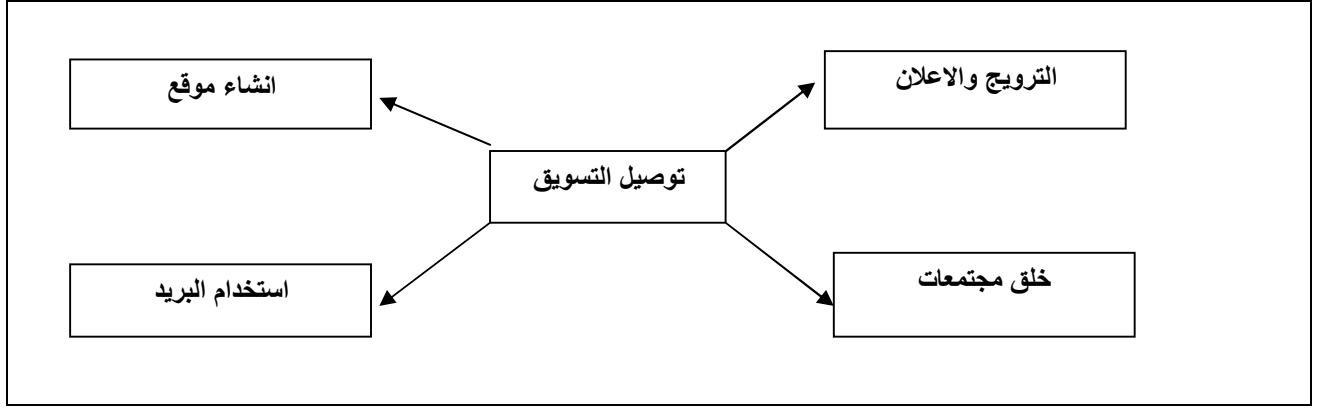 الترويج والاعلان
انشاء موقع
توصيل التسويق
خلق مجتمعات
استخدام البريد